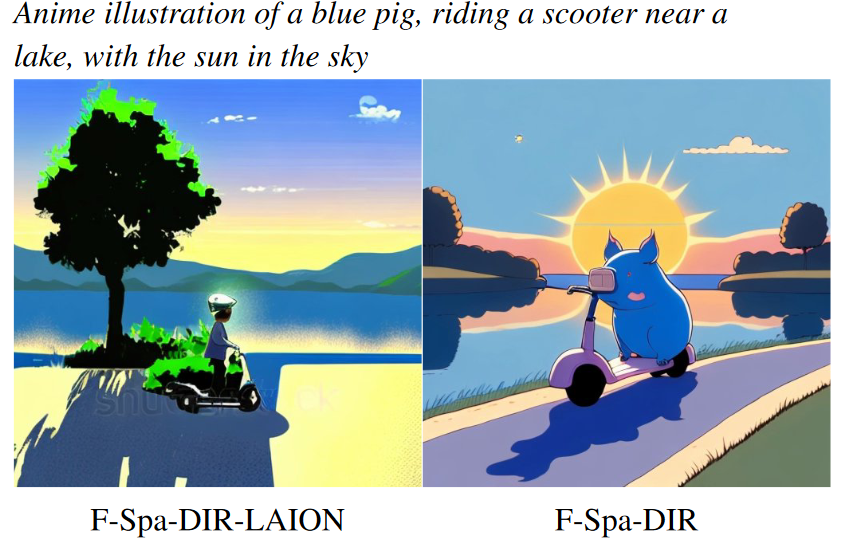 Anime illustration of a blue pig, riding a scooter near a
lake, with the sun in the sky
F-Spa-DIR-LAION
F-Spa-DIR